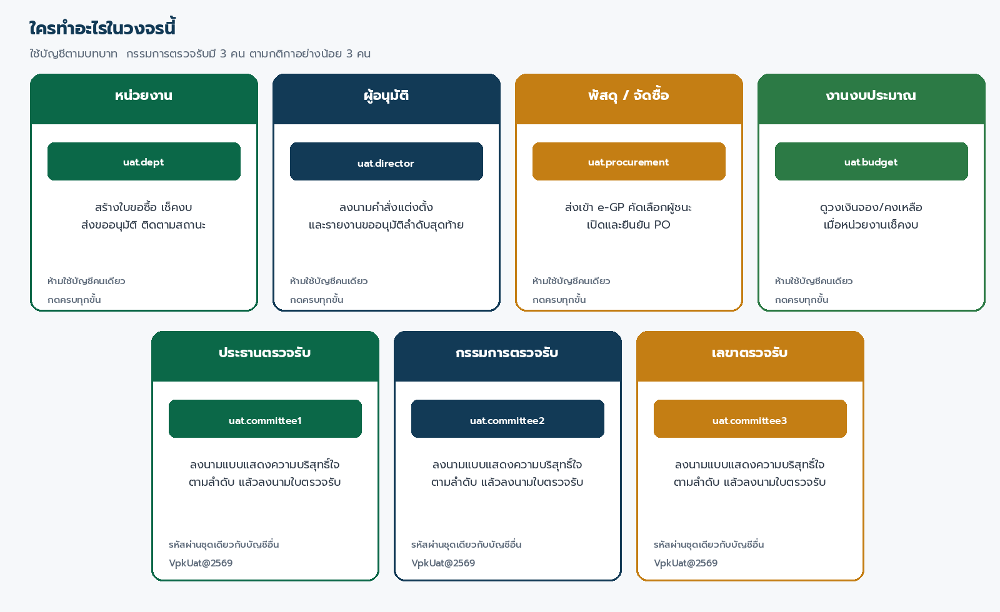 ใครทำอะไรในวงจรนี้
ใช้บัญชีตามบทบาท กรรมการตรวจรับมี 3 คน ตามกติกาอย่างน้อย 3 คน
หน่วยงาน
uat.dept
สร้างใบขอซื้อ เช็คงบ
ส่งขออนุมัติ ติดตามสถานะ
ห้ามใช้บัญชีคนเดียว
กดครบทุกขั้น
ผู้อนุมัติ
uat.director
ลงนามคำสั่งแต่งตั้ง
และรายงานขออนุมัติลำดับสุดท้าย
ห้ามใช้บัญชีคนเดียว
กดครบทุกขั้น
พัสดุ / จัดซื้อ
uat.procurement
ส่งเข้า e-GP คัดเลือกผู้ชนะ
เปิดและยืนยัน PO
ห้ามใช้บัญชีคนเดียว
กดครบทุกขั้น
งานงบประมาณ
uat.budget
ดูวงเงินจอง/คงเหลือ
เมื่อหน่วยงานเช็คงบ
ห้ามใช้บัญชีคนเดียว
กดครบทุกขั้น
ประธานตรวจรับ
uat.committee1
ลงนามแบบแสดงความบริสุทธิ์ใจ
ตามลำดับ แล้วลงนามใบตรวจรับ
รหัสผ่านชุดเดียวกับบัญชีอื่น
VpkUat@2569
กรรมการตรวจรับ
uat.committee2
ลงนามแบบแสดงความบริสุทธิ์ใจ
ตามลำดับ แล้วลงนามใบตรวจรับ
รหัสผ่านชุดเดียวกับบัญชีอื่น
VpkUat@2569
เลขาตรวจรับ
uat.committee3
ลงนามแบบแสดงความบริสุทธิ์ใจ
ตามลำดับ แล้วลงนามใบตรวจรับ
รหัสผ่านชุดเดียวกับบัญชีอื่น
VpkUat@2569